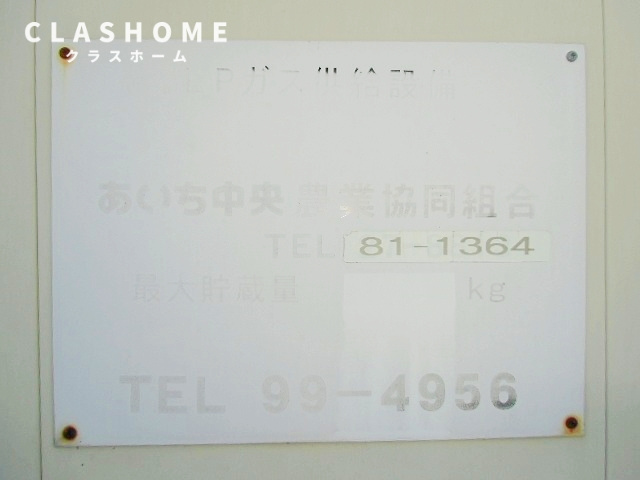 CLASHOME
クラスホーム
LPガス供給設備
あいち中央農業協同組合
TEL 81-1364
最大貯蔵量 kg
TEL 99-4956